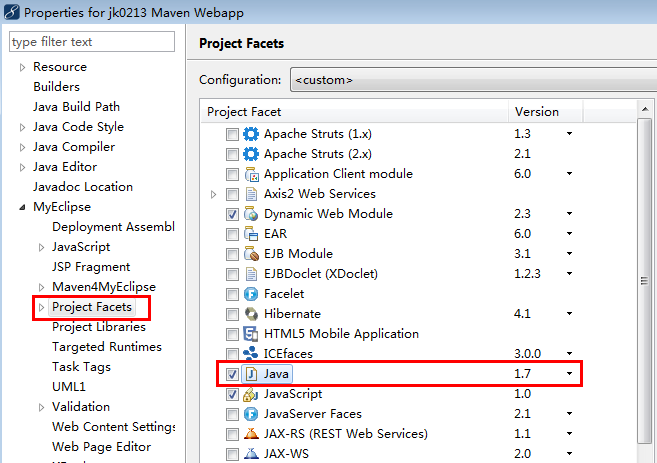 Properties for jk0213 Maven Webapp
type filter text
Resource
Builders
Java Build Path
Java Code Style
Java Compiler
Java Editor
Javadoc Location
MyEclipse
Deployment Assembl
JavaScript
JSP Fragment
Maven4MyEclipse
Project Facets
Project Libraries
Targeted Runtimes
Task Tags
UML1
Validation
Web Content Settings
Web Page Editor
Project Facets
Configuration: <custom>
Project Facet Version
Apache Struts (1.x) 1.3
Apache Struts (2.x) 2.1
Application Client module 6.0
Axis2 Web Services
Dynamic Web Module 2.3
EAR 6.0
EJB Module 3.1
EJBDoclet (XDoclet) 1.2.3
Facelet
Hibernate 4.1
HTML5 Mobile Application
ICEfaces 3.0.0
Java 1.7
JavaScript 1.0
JavaServer Faces 2.1
JAX-RS (REST Web Services) 1.1
JAX-WS 2.0